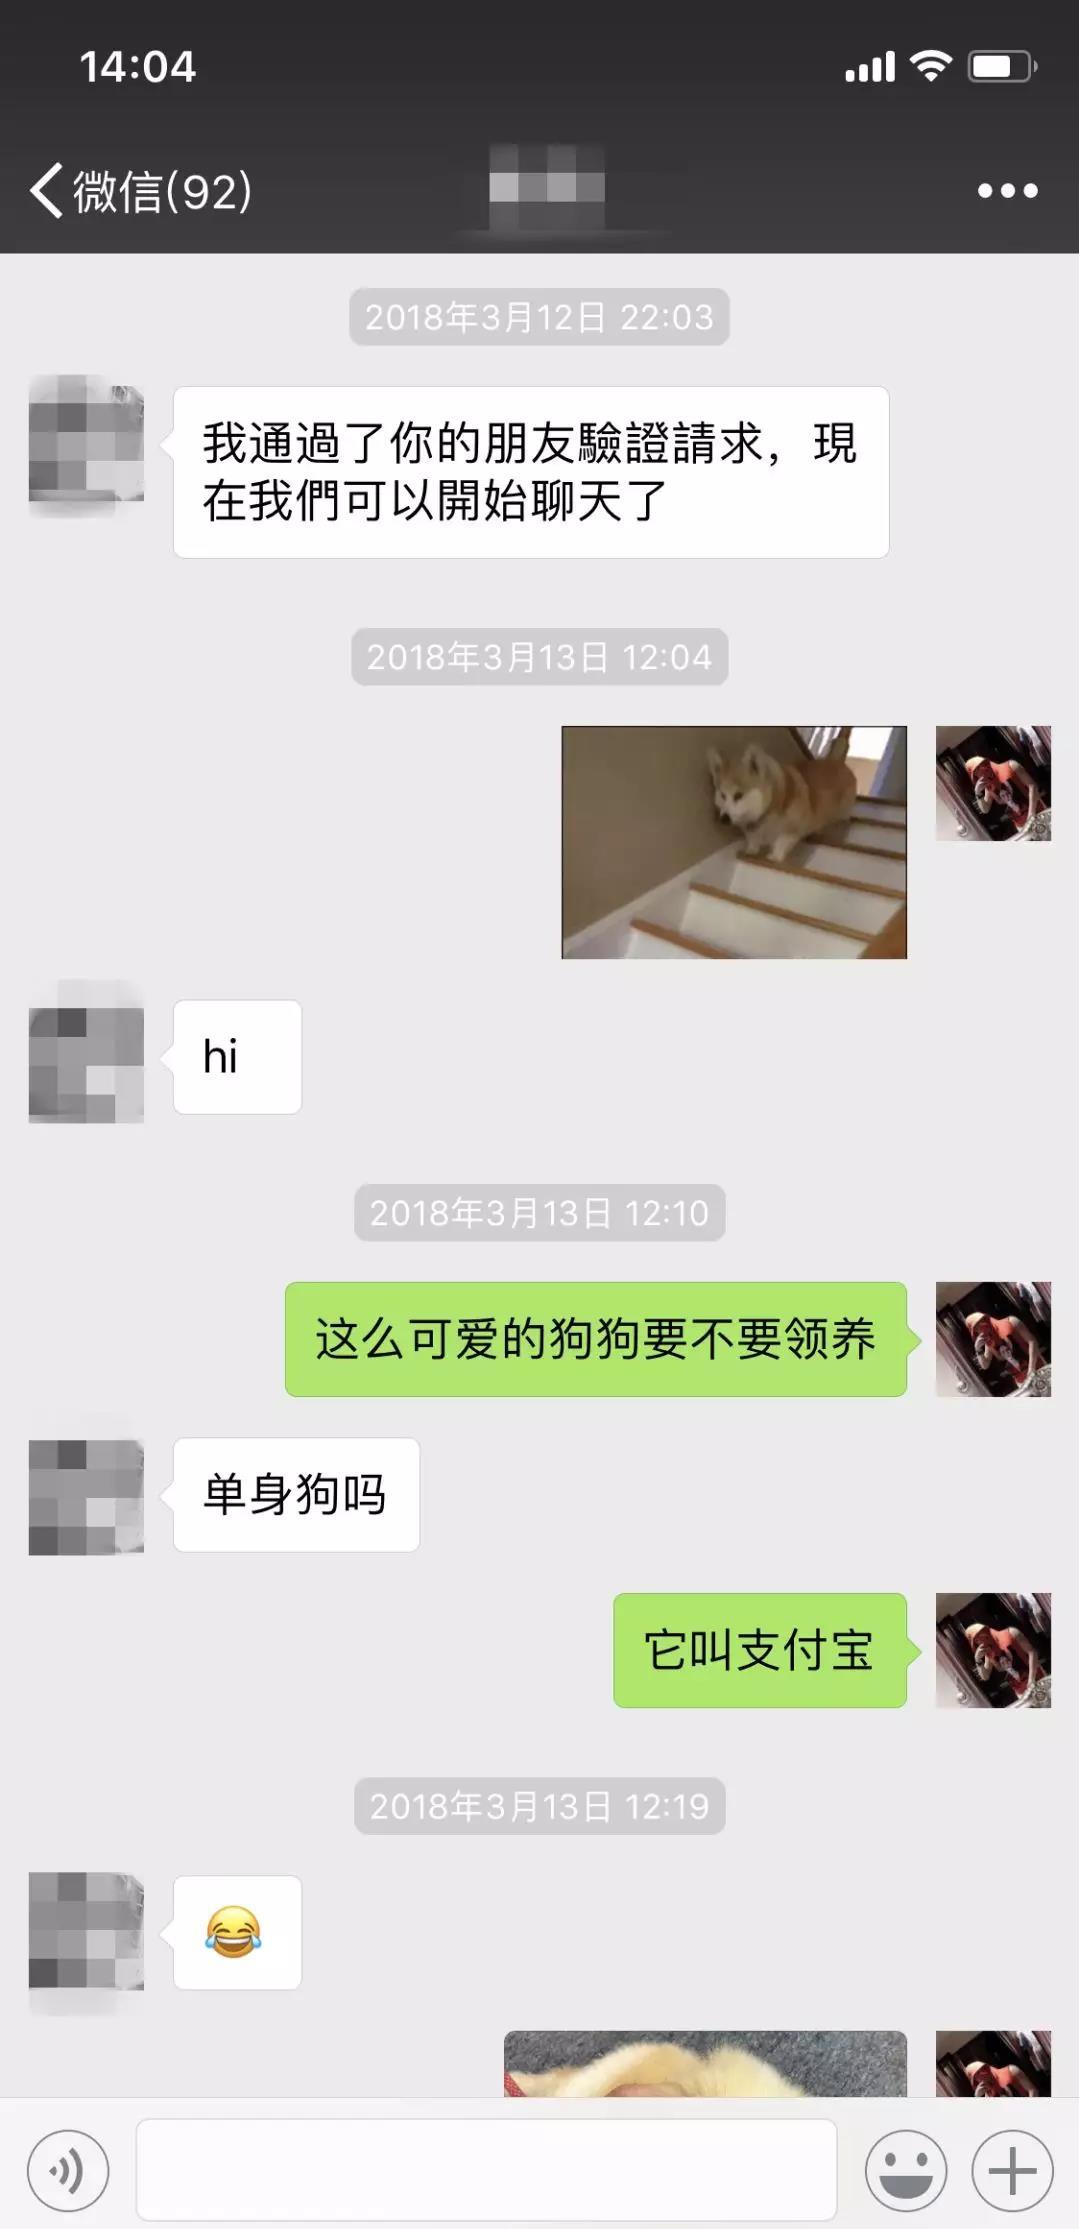 14:04
微信(92)
2018年3月12日 22:03
我通過了你的朋友驗證請求，現
在我們可以開始聊天了
2018年3月13日 12:04
hi
2018年3月13日 12:10
这么可爱的狗狗要不要领养
单身狗吗
它叫支付宝
2018年3月13日 12:19
😂